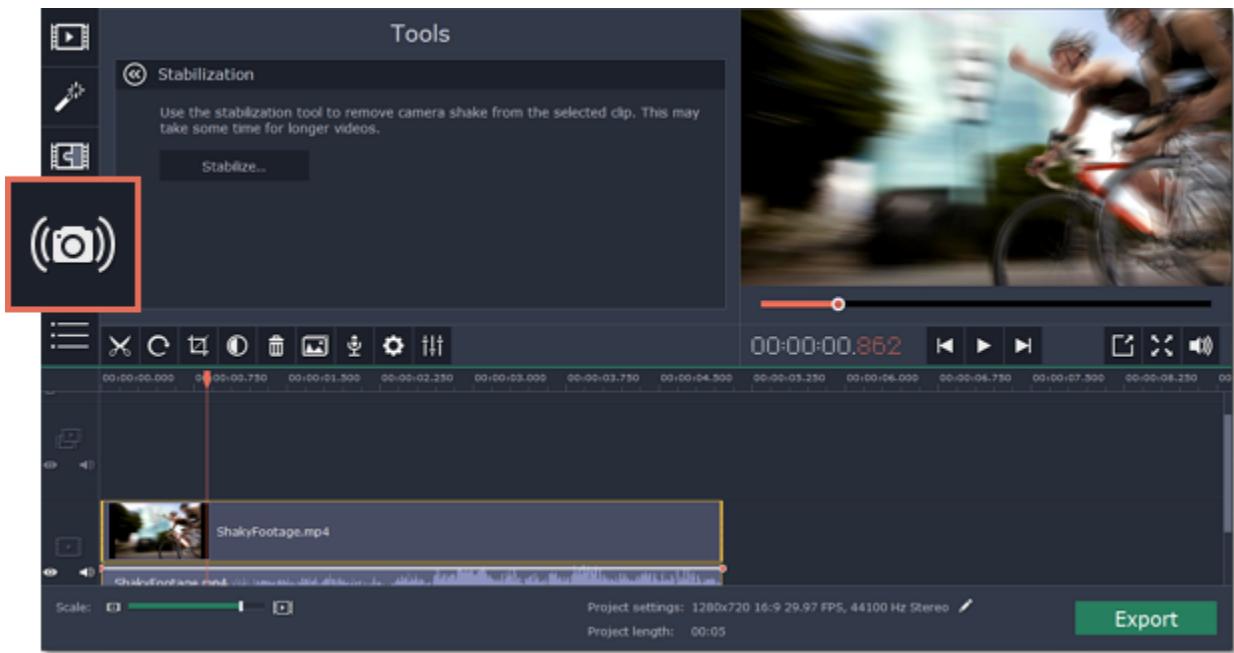 Tools
Stabilization
Use the stabilization tool to remove camera shake from the selected clip. This may
take some time for longer videos.
Stabilize...
00:00:00.862
00:00:00.000 00:00:00.750 00:00:01.500 00:00:02.250 00:00:03.000 00:00:03.750 00:00:04.500 00:00:05.250 00:00:06.000 00:00:06.750 00:00:07.500 00:00:08.250 00
ShakyFootage.mp4
ShakyFootage.mp4
Scale:
Project settings: 1280x720 16:9 29.97 FPS, 44100 Hz Stereo
Project length: 00:05
Export